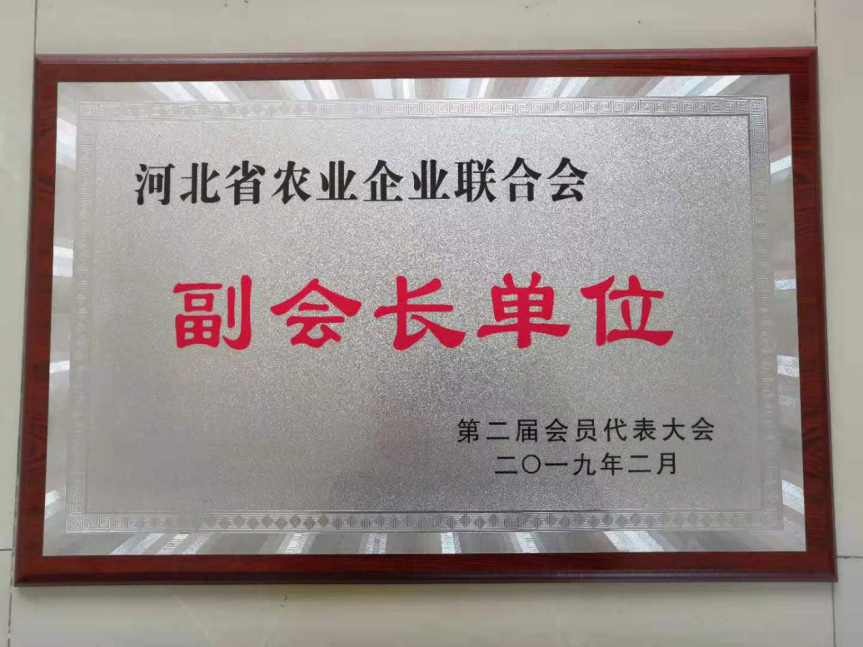 河北省农业企业联合会
副会长单位
第二届会员代表大会
二〇一九年二月